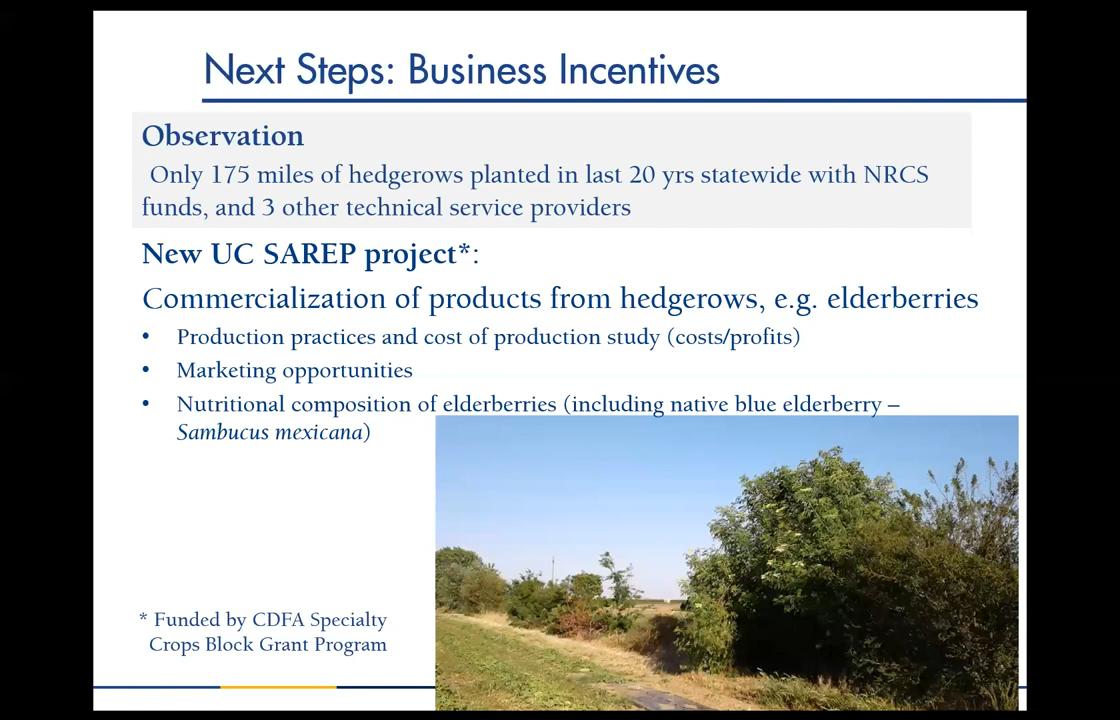 Next Steps: Business Incentives
Observation
Only 175 miles of hedgerows planted in last 20 yrs statewide with NRCS
funds, and 3 other technical service providers
New UC SAREP project*:
Commercialization of products from hedgerows, e.g. elderberries
• Production practices and cost of production study (costs/profits)
• Marketing opportunities
• Nutritional composition of elderberries (including native blue elderberry –
Sambucus mexicana)
* Funded by CDFA Specialty
Crops Block Grant Program